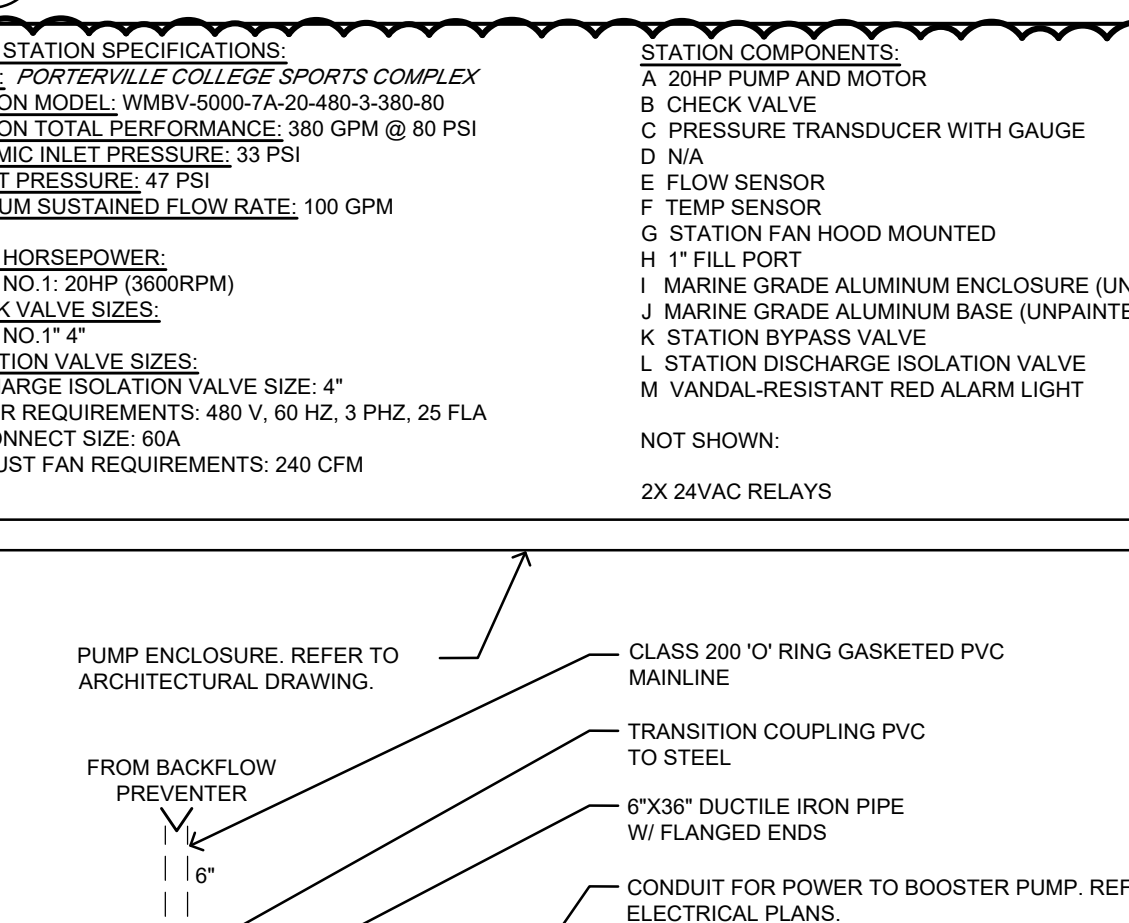 STATION SPECIFICATIONS:
: PORTERVILLE COLLEGE SPORTS COMPLEX
ON MODEL: WMBV-5000-7A-20-480-3-380-80
ON TOTAL PERFORMANCE: 380 GPM @ 80 PSI
MIC INLET PRESSURE: 33 PSI
T PRESSURE: 47 PSI
UM SUSTAINED FLOW RATE: 100 GPM
HORSEPOWER:
NO.1: 20HP (3600RPM)
K VALVE SIZES:
NO.1" 4"
TION VALVE SIZES:
HARGE ISOLATION VALVE SIZE: 4"
R REQUIREMENTS: 480 V, 60 HZ, 3 PHZ, 25 FLA
ONNECT SIZE: 60A
UST FAN REQUIREMENTS: 240 CFM
STATION COMPONENTS:
A 20HP PUMP AND MOTOR
B CHECK VALVE
C PRESSURE TRANSDUCER WITH GAUGE
D N/A
E FLOW SENSOR
F TEMP SENSOR
G STATION FAN HOOD MOUNTED
H 1" FILL PORT
I MARINE GRADE ALUMINUM ENCLOSURE (UN
J MARINE GRADE ALUMINUM BASE (UNPAINTE
K STATION BYPASS VALVE
L STATION DISCHARGE ISOLATION VALVE
M VANDAL-RESISTANT RED ALARM LIGHT
NOT SHOWN:
2X 24VAC RELAYS
PUMP ENCLOSURE. REFER TO
ARCHITECTURAL DRAWING.
CLASS 200 'O' RING GASKETED PVC
MAINLINE
TRANSITION COUPLING PVC
TO STEEL
FROM BACKFLOW
PREVENTER
6"X36" DUCTILE IRON PIPE
W/ FLANGED ENDS
6"
CONDUIT FOR POWER TO BOOSTER PUMP. REF
ELECTRICAL PLANS.